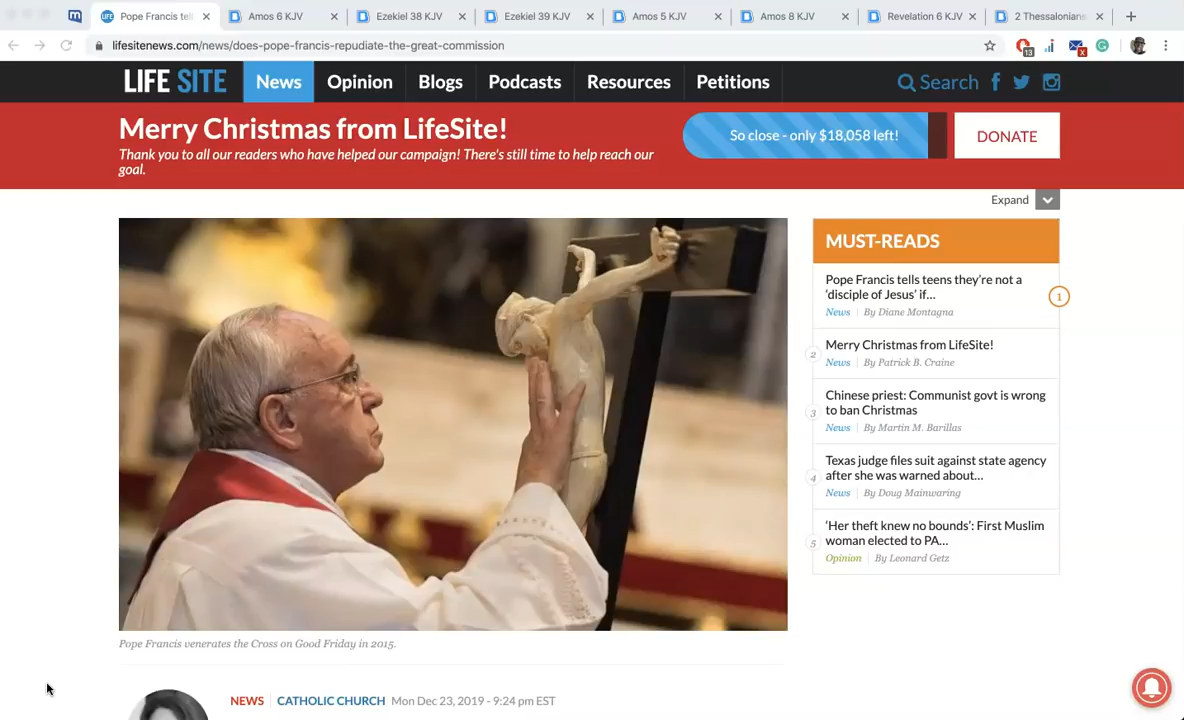 Pope Francis tel
Amos 6 KJV
Ezekiel 38 KJV
Ezekiel 39 KJV
Amos 5 KJV
Amos 8 KJV
Revelation 6 KJV
2 Thessalonians
lifesitenews.com/news/does-pope-francis-repudiate-the-great-commission
13
x
LIFE SITE
News
Opinion
Blogs
Podcasts
Resources
Petitions
Search
Merry Christmas from LifeSite!
Thank you to all our readers who have helped our campaign! There's still time to help reach our
goal.
So close - only $18,058 left!
DONATE
Expand
Pope Francis venerates the Cross on Good Friday in 2015.
NEWS CATHOLIC CHURCH Mon Dec 23, 2019 - 9:24 pm EST
MUST-READS
Pope Francis tells teens they're not a
'disciple of Jesus' if...
1
News | By Diane Montagna
2
Merry Christmas from LifeSite!
News | By Patrick B. Craine
3
Chinese priest: Communist govt is wrong
to ban Christmas
News | By Martin M. Barillas
4
Texas judge files suit against state agency
after she was warned about...
News | By Doug Mainwaring
5
'Her theft knew no bounds': First Muslim
woman elected to PA...
Opinion | By Leonard Getz